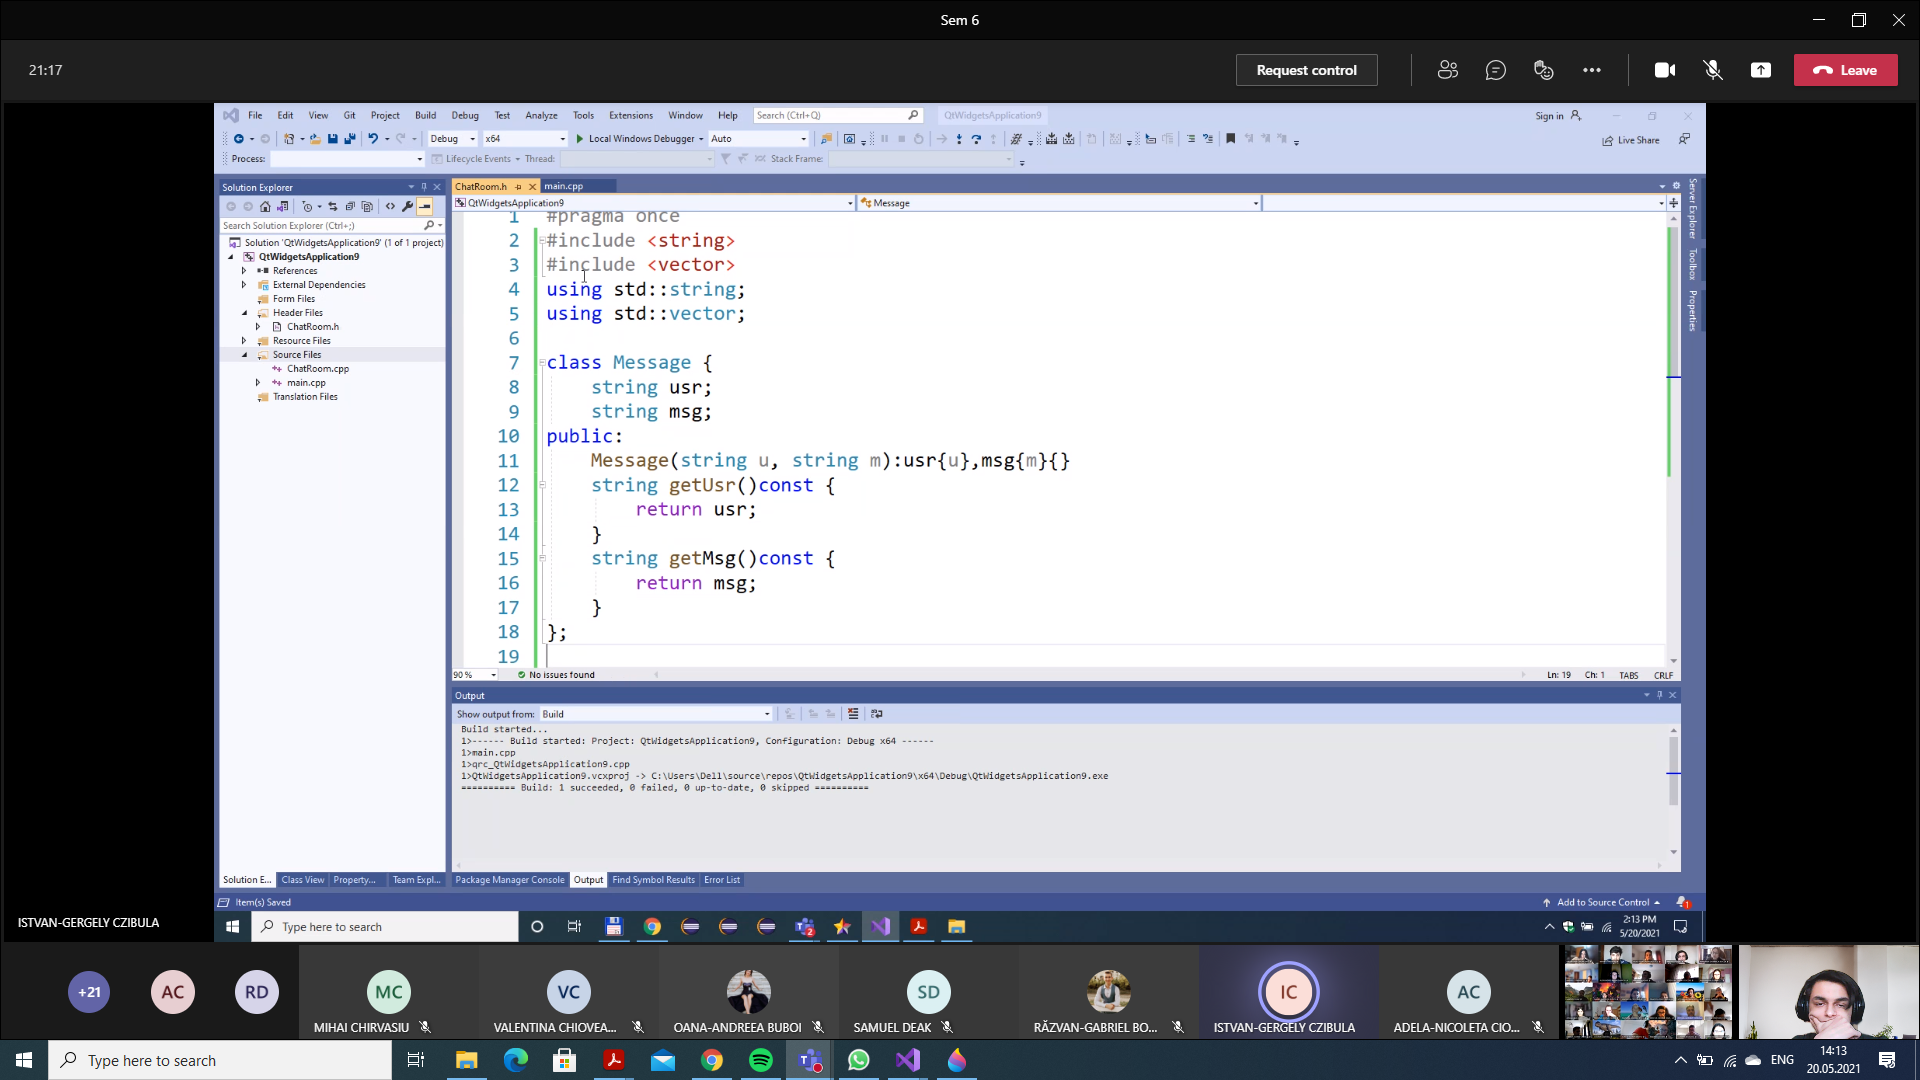 Sem 6
21:17
Request control
Leave
File Edit View Git Project Build Debug Test Analyze Tools Extensions Window Help Search (Ctrl+Q) QtWidgetsApplication9 Sign in
Debug x64 Local Windows Debugger Auto Live Share
Process: Lifecycle Events Thread: Stack Frame:
Solution Explorer
Search Solution Explorer (Ctrl+;)
Solution 'QtWidgetsApplication9' (1 of 1 project)
QtWidgetsApplication9
References
External Dependencies
Form Files
Header Files
ChatRoom.h
Resource Files
Source Files
ChatRoom.cpp
main.cpp
Translation Files
ChatRoom.h main.cpp
QtWidgetsApplication9 Message
1 #pragma once
2 #include <string>
3 #include <vector>
4 using std::string;
5 using std::vector;
6
7 class Message {
8 string usr;
9 string msg;
10 public:
11 Message(string u, string m):usr{u},msg{m}{}
12 string getUsr()const {
13 return usr;
14 }
15 string getMsg()const {
16 return msg;
17 }
18 };
19
90 % No issues found Ln: 19 Ch: 1 TABS CRLF
Server Explorer
Toolbox
Properties
Output
Show output from: Build
Build started...
1>------ Build started: Project: QtWidgetsApplication9, Configuration: Debug x64 ------
1>main.cpp
1>qrc_QtWidgetsApplication9.cpp
1>QtWidgetsApplication9.vcxproj -> C:\Users\Dell\source\repos\QtWidgetsApplication9\x64\Debug\QtWidgetsApplication9.exe
========== Build: 1 succeeded, 0 failed, 0 up-to-date, 0 skipped ==========
Solution E... Class View Property... Team Expl...
Package Manager Console Output Find Symbol Results Error List
Item(s) Saved Add to Source Control 1
ISTVAN-GERGELY CZIBULA
Type here to search
2
2:13 PM
5/20/2021
+21 AC RD MC VC SD IC AC
MIHAI CHIRVASIU VALENTINA CHIOVEA... OANA-ANDREEA BUBOI SAMUEL DEAK RĂZVAN-GABRIEL BO... ISTVAN-GERGELY CZIBULA ADELA-NICOLETA CIO...
Type here to search
ENG
14:13
20.05.2021